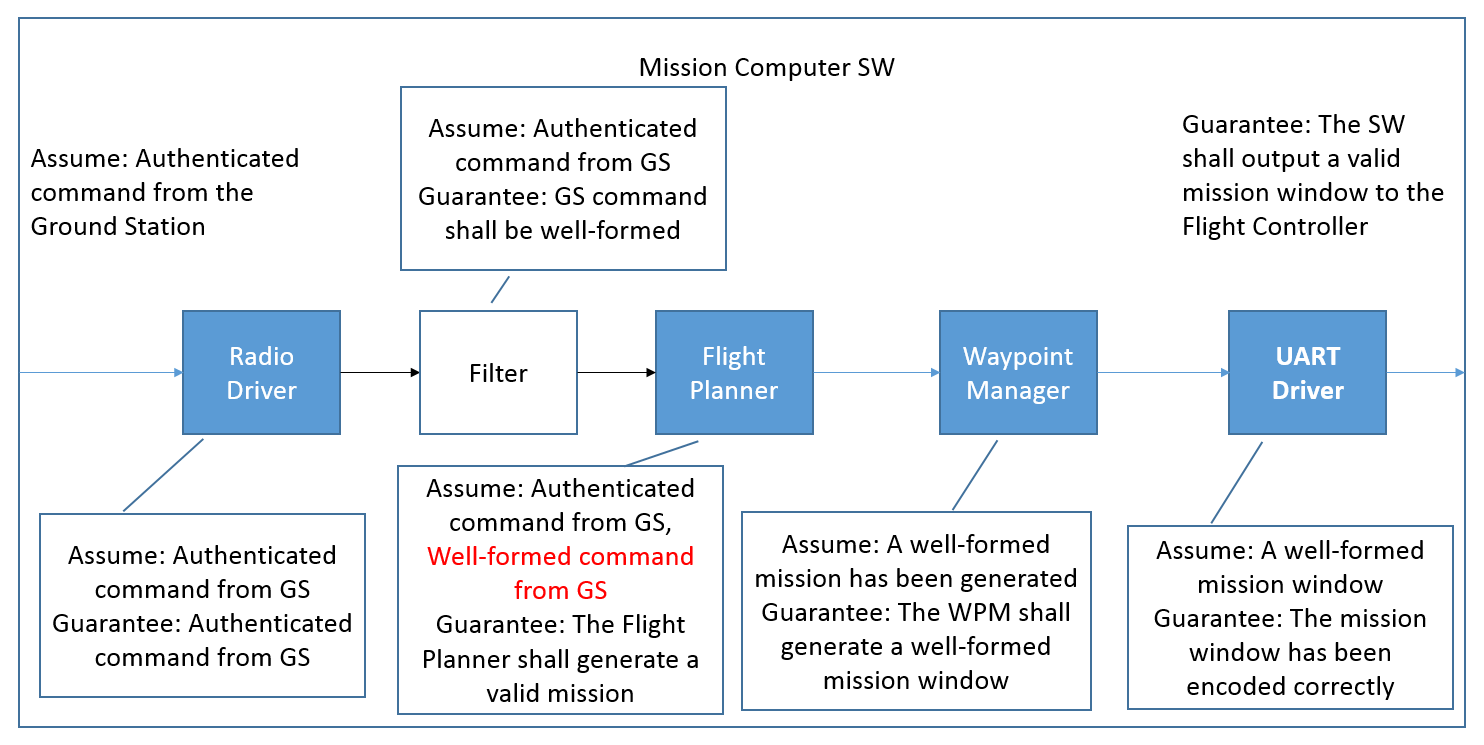 Mission Computer SW
Assume: Authenticated
command from the
Ground Station
Assume: Authenticated
command from GS
Guarantee: GS command
shall be well-formed
Guarantee: The SW
shall output a valid
mission window to the
Flight Controller
Radio
Driver
Filter
Flight
Planner
Waypoint
Manager
UART
Driver
Assume: Authenticated
command from GS
Guarantee: Authenticated
command from GS
Assume: Authenticated
command from GS,
Well-formed command
from GS
Guarantee: The Flight
Planner shall generate a
valid mission
Assume: A well-formed
mission has been generated
Guarantee: The WPM shall
generate a well-formed
mission window
Assume: A well-formed
mission window
Guarantee: The mission
window has been
encoded correctly